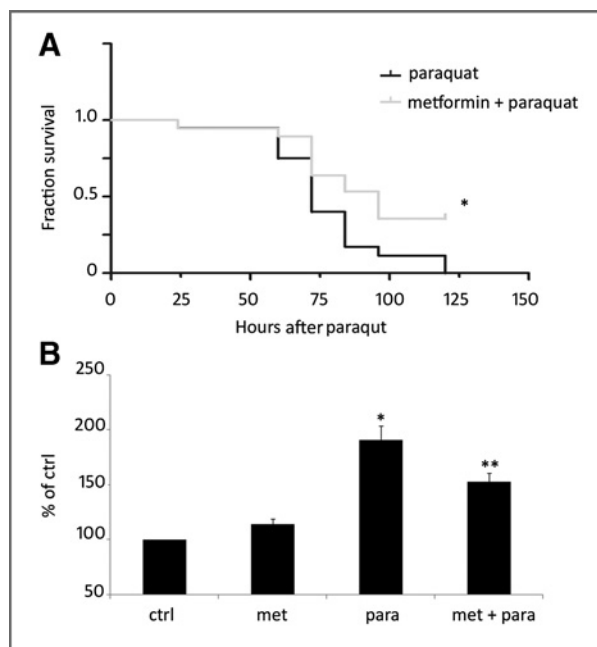 A
paraquat
metformin + paraquat
Fraction survival
1.0
0.5
0
*
0 25 50 75 100 125 150
Hours after paraqut
B
% of ctrl
250
200
150
100
50
*
**
ctrl met para met + para